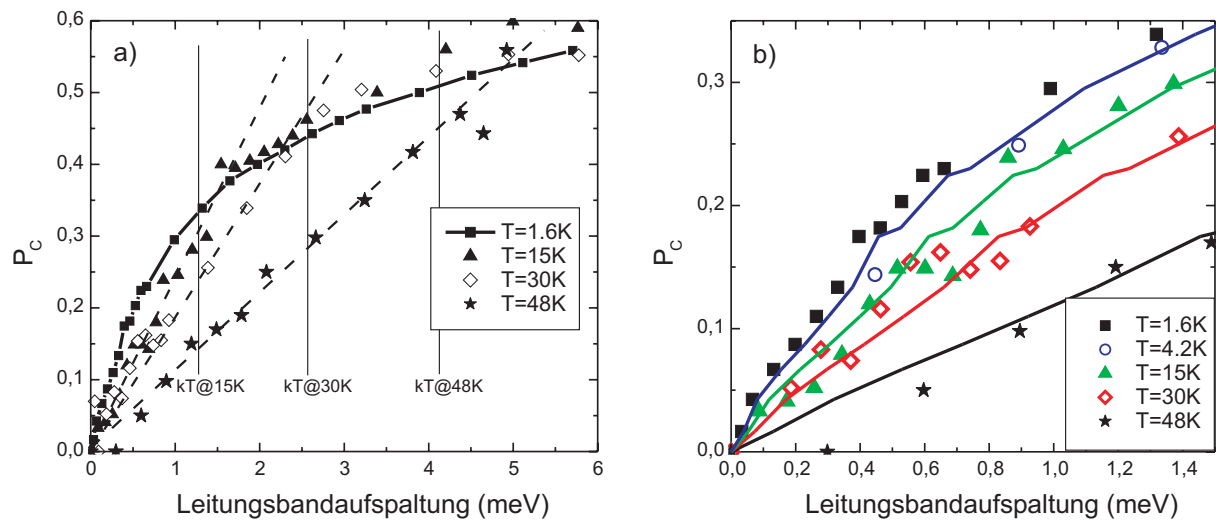 a)
P_C
0,6
0,5
0,4
0,3
0,2
0,1
0,0
0 1 2 3 4 5 6
Leitungsbandaufspaltung (meV)
T=1.6K
T=15K
T=30K
T=48K
kT@15K
kT@30K
kT@48K
b)
P_C
0,3
0,2
0,1
0,0
0,0 0,2 0,4 0,6 0,8 1,0 1,2 1,4
Leitungsbandaufspaltung (meV)
T=1.6K
T=4.2K
T=15K
T=30K
T=48K